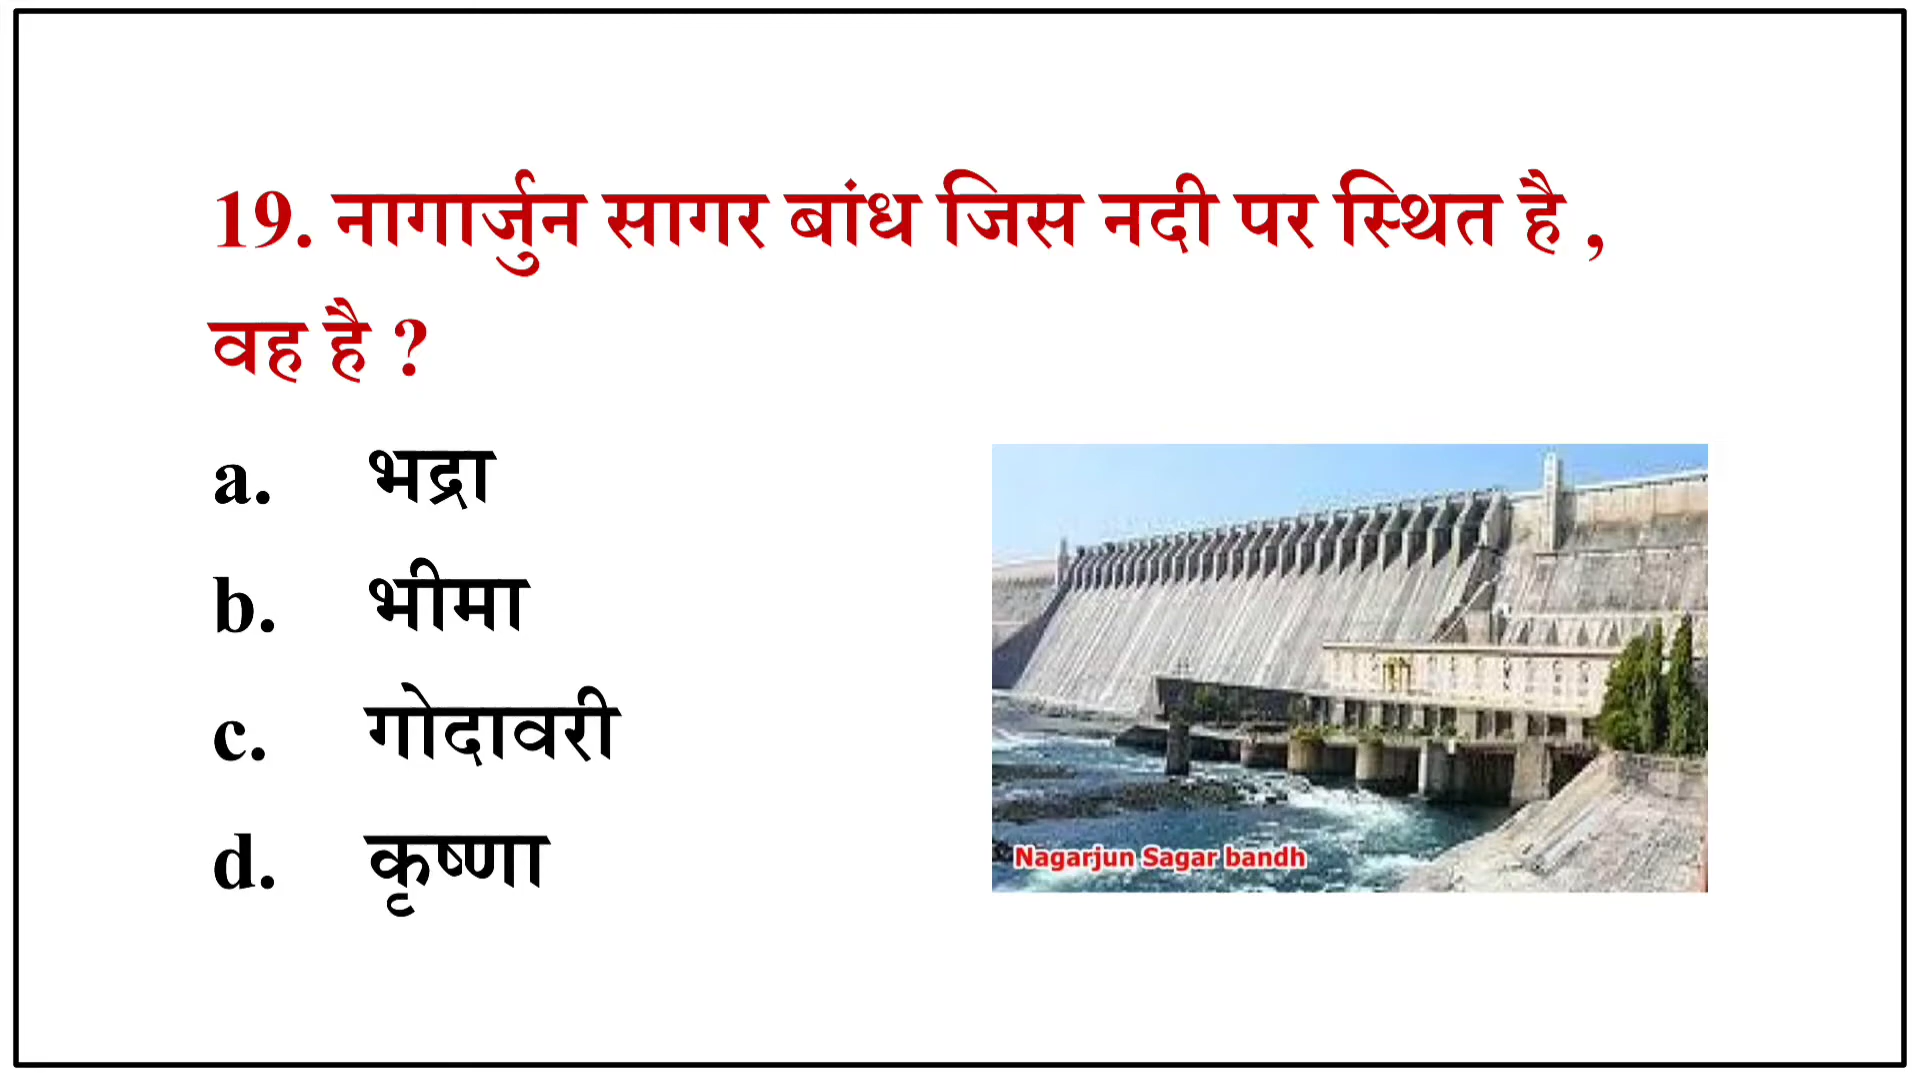 19. नागार्जुन सागर बांध जिस नदी पर स्थित है ,
वह है ?
a. भद्रा
b. भीमा
c. गोदावरी
d. कृष्णा
Nagarjun Sagar bandh